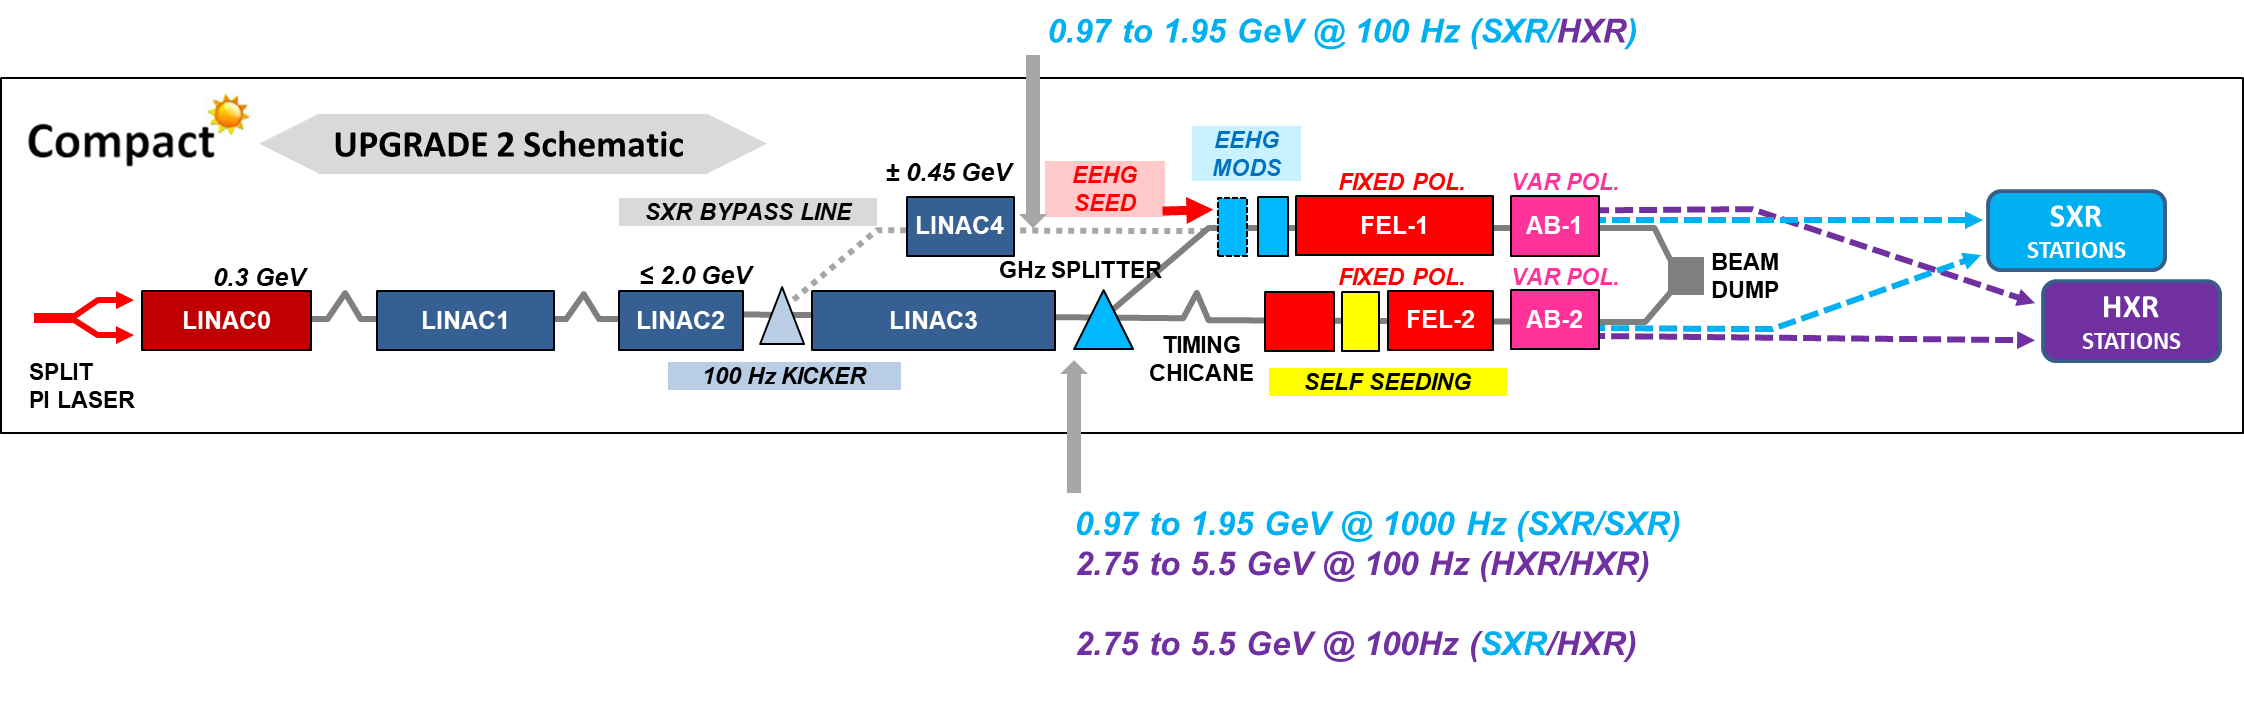 0.97 to 1.95 GeV @ 100 Hz (SXR/HXR)
Compact
UPGRADE 2 Schematic
± 0.45 GeV
EEHG
SEED
EEHG
MODS
FIXED POL.
VAR POL.
SXR BYPASS LINE
LINAC4
FEL-1
AB-1
SXR
STATIONS
0.3 GeV
≤ 2.0 GeV
GHz SPLITTER
FIXED POL.
VAR POL.
BEAM
DUMP
LINAC0
LINAC1
LINAC2
LINAC3
FEL-2
AB-2
HXR
STATIONS
SPLIT
PI LASER
100 Hz KICKER
TIMING
CHICANE
SELF SEEDING
0.97 to 1.95 GeV @ 1000 Hz (SXR/SXR)
2.75 to 5.5 GeV @ 100 Hz (HXR/HXR)
2.75 to 5.5 GeV @ 100Hz (SXR/HXR)